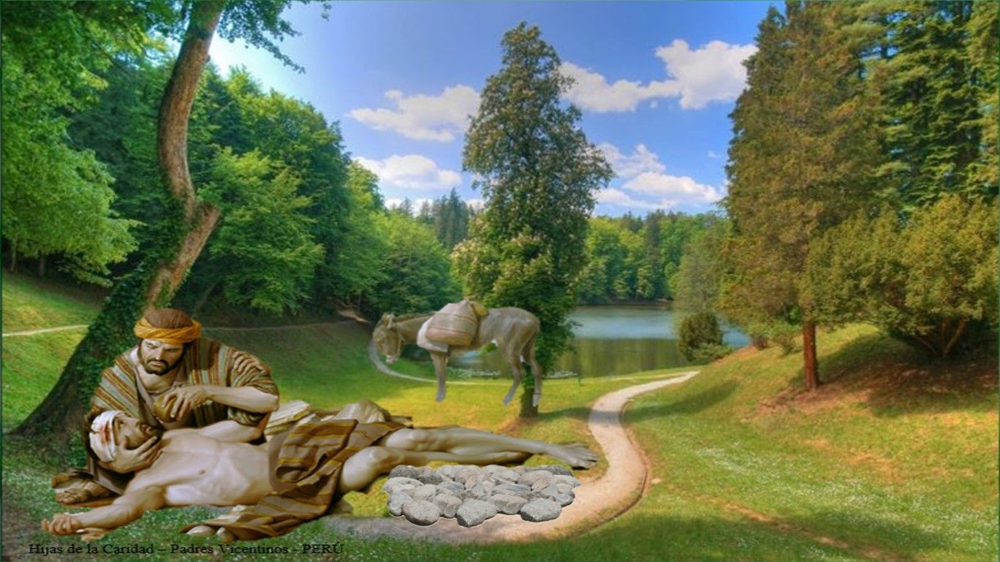 Hijas de la Caridad – Padres Vicentinos - PERÚ